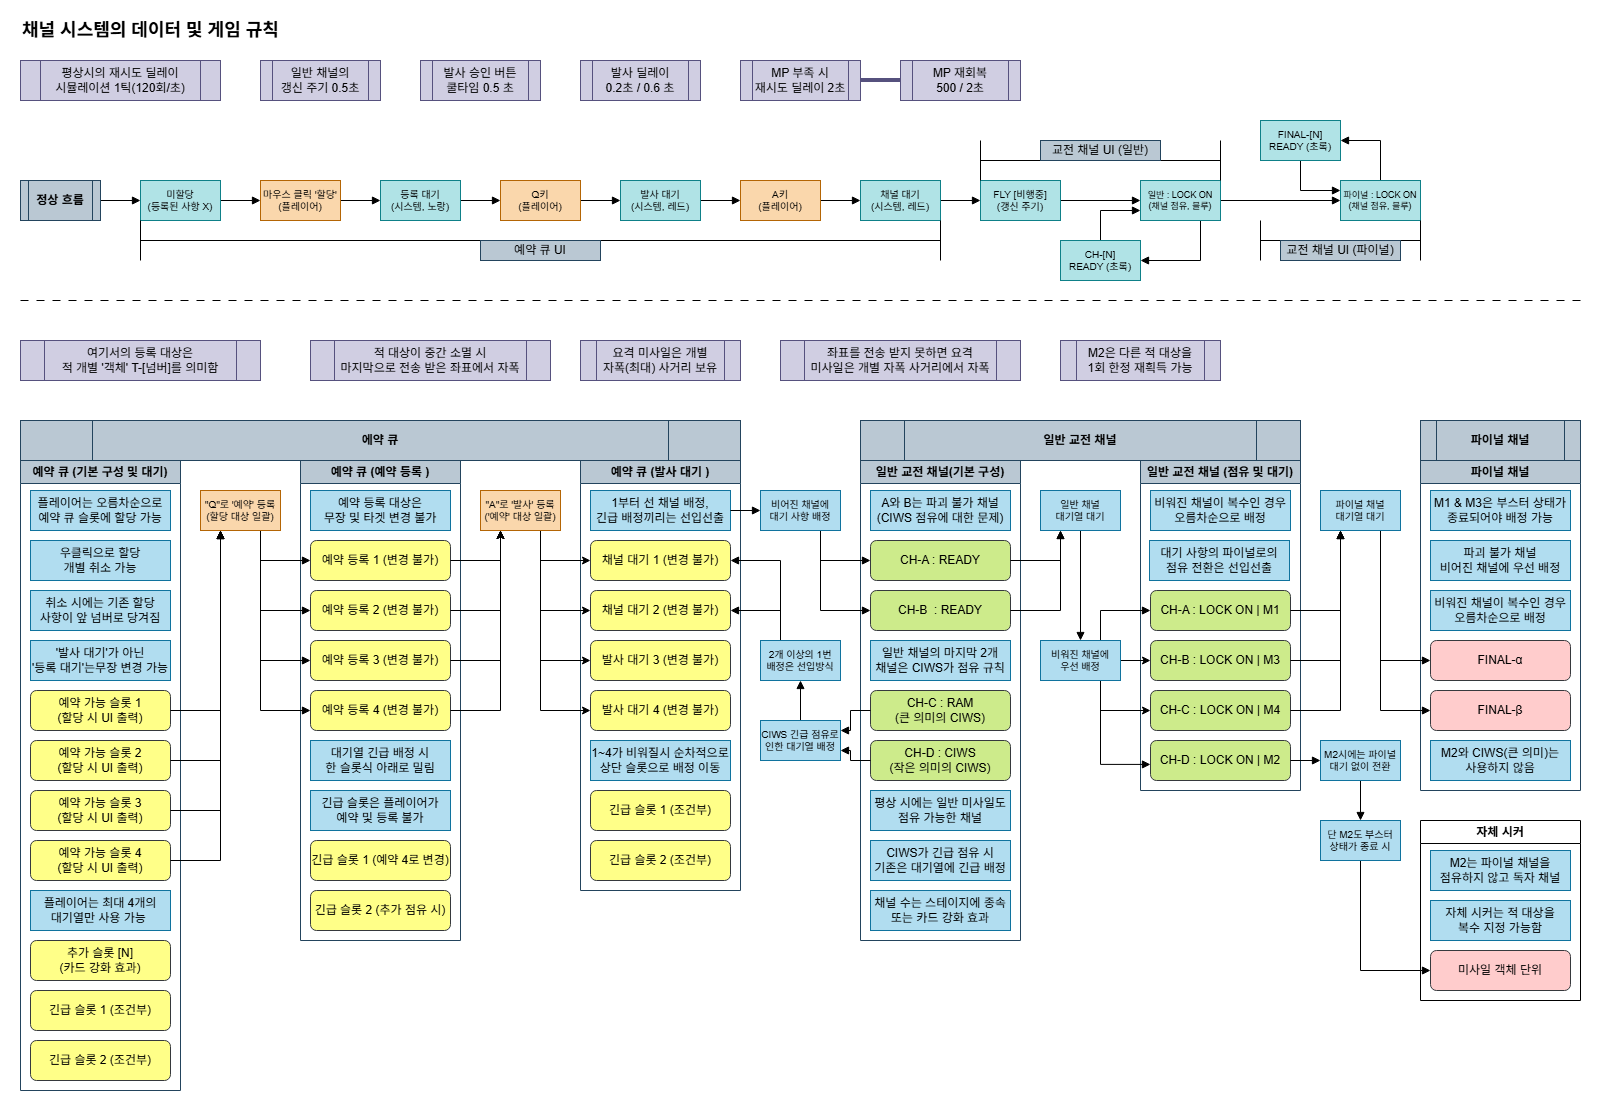 채널 시스템의 데이터 및 게임 규칙
평상시의 재시도 딜레이
시뮬레이션 1틱(120회/초)
일반 채널의
갱신 주기 0.5초
발사 승인 버튼
쿨타임 0.5 초
발사 딜레이
0.2초 / 0.6 초
MP 부족 시
재시도 딜레이 2초
MP 재회복
500 / 2초
정상 흐름
미할당
(등록된 사항 X)
마우스 클릭 '할당'
(플레이어)
등록 대기
(시스템, 노랑)
Q키
(플레이어)
발사 대기
(시스템, 레드)
A키
(플레이어)
채널 대기
(시스템, 레드)
예약 큐 UI
교전 채널 UI (일반)
FLY [비행중]
(갱신 주기)
일반 : LOCK ON
(채널 점유, 블루)
CH-[N]
READY (초록)
FINAL-[N]
READY (초록)
파이널 : LOCK ON
(채널 점유, 블루)
교전 채널 UI (파이널)
여기서의 등록 대상은
적 개별 '객체' T-[넘버]를 의미함
적 대상이 중간 소멸 시
마지막으로 전송 받은 좌표에서 자폭
요격 미사일은 개별
자폭(최대) 사거리 보유
좌표를 전송 받지 못하면 요격
미사일은 개별 자폭 사거리에서 자폭
M2은 다른 적 대상을
1회 한정 재획득 가능
에약 큐
예약 큐 (기본 구성 및 대기)
플레이어는 오름차순으로
예약 큐 슬롯에 할당 가능
우클릭으로 할당
개별 취소 가능
취소 시에는 기존 할당
사항이 앞 넘버로 당겨짐
'발사 대기'가 아닌
'등록 대기'는무장 변경 가능
예약 가능 슬롯 1
(할당 시 UI 출력)
예약 가능 슬롯 2
(할당 시 UI 출력)
예약 가능 슬롯 3
(할당 시 UI 출력)
예약 가능 슬롯 4
(할당 시 UI 출력)
플레이어는 최대 4개의
대기열만 사용 가능
추가 슬롯 [N]
(카드 강화 효과)
긴급 슬롯 1 (조건부)
긴급 슬롯 2 (조건부)
"Q"로 '예약' 등록
(할당 대상 일괄)
예약 큐 (예약 등록 )
예약 등록 대상은
무장 및 타겟 변경 불가
예약 등록 1 (변경 불가)
예약 등록 2 (변경 불가)
예약 등록 3 (변경 불가)
예약 등록 4 (변경 불가)
대기열 긴급 배정 시
한 슬롯식 아래로 밀림
긴급 슬롯은 플레이어가
예약 및 등록 불가
긴급 슬롯 1 (예약 4로 변경)
긴급 슬롯 2 (추가 점유 시)
"A"로 '발사' 등록
('예약' 대상 일괄)
예약 큐 (발사 대기 )
1부터 선 채널 배정,
긴급 배정끼리는 선입선출
채널 대기 1 (변경 불가)
채널 대기 2 (변경 불가)
발사 대기 3 (변경 불가)
발사 대기 4 (변경 불가)
1~4가 비워질시 순차적으로
상단 슬롯으로 배정 이동
긴급 슬롯 1 (조건부)
긴급 슬롯 2 (조건부)
비어진 채널에
대기 사항 배정
2개 이상의 1번
배정은 선입방식
CIWS 긴급 점유로
인한 대기열 배정
일반 교전 채널
일반 교전 채널(기본 구성)
A와 B는 파괴 불가 채널
(CIWS 점유에 대한 문제)
CH-A : READY
CH-B : READY
일반 채널의 마지막 2개
채널은 CIWS가 점유 규칙
CH-C : RAM
(큰 의미의 CIWS)
CH-D : CIWS
(작은 의미의 CIWS)
평상 시에는 일반 미사일도
점유 가능한 채널
CIWS가 긴급 점유 시
기존은 대기열에 긴급 배정
채널 수는 스테이지에 종속
또는 카드 강화 효과
일반 채널
대기열 대기
비워진 채널에
우선 배정
일반 교전 채널 (점유 및 대기)
비워진 채널이 복수인 경우
오름차순으로 배정
대기 사항의 파이널로의
점유 전환은 선입선출
CH-A : LOCK ON | M1
CH-B : LOCK ON | M3
CH-C : LOCK ON | M4
CH-D : LOCK ON | M2
파이널 채널
대기열 대기
M2시에는 파이널
대기 없이 전환
단 M2도 부스터
상태가 종료 시
파이널 채널
파이널 채널
M1 & M3은 부스터 상태가
종료되어야 배정 가능
파괴 불가 채널
비어진 채널에 우선 배정
비워진 채널이 복수인 경우
오름차순으로 배정
FINAL-α
FINAL-β
M2와 CIWS(큰 의미)는
사용하지 않음
자체 시커
M2는 파이널 채널을
점유하지 않고 독자 채널
자체 시커는 적 대상을
복수 지정 가능함
미사일 객체 단위